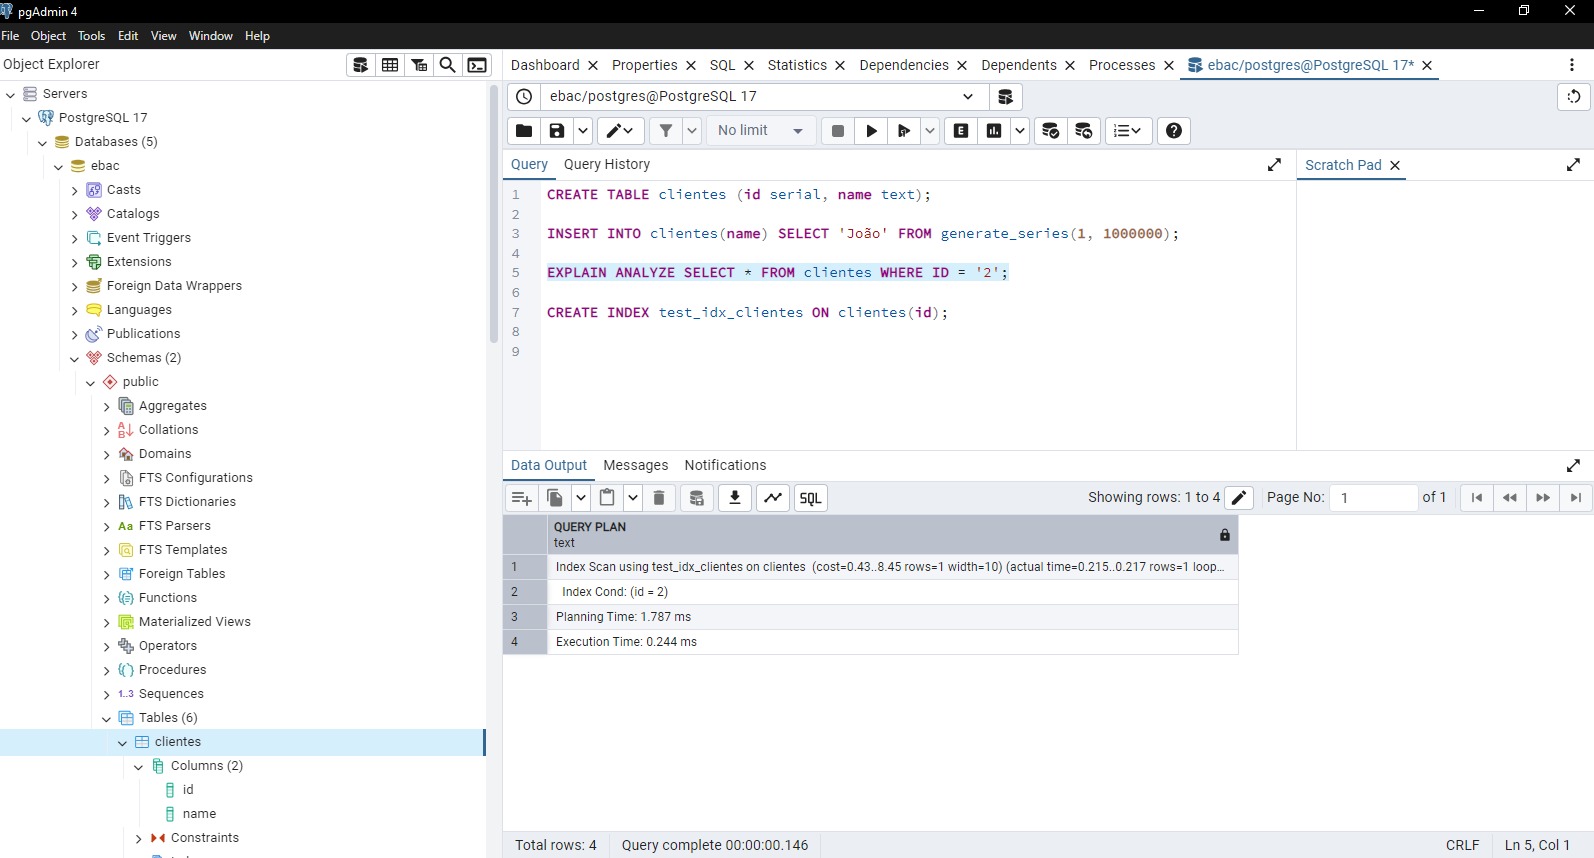 pgAdmin 4
File Object Tools Edit View Window Help
Object Explorer
Servers
PostgreSQL 17
Databases (5)
ebac
Casts
Catalogs
Event Triggers
Extensions
Foreign Data Wrappers
Languages
Publications
Schemas (2)
public
Aggregates
Collations
Domains
FTS Configurations
FTS Dictionaries
Aa FTS Parsers
FTS Templates
Foreign Tables
Functions
Materialized Views
Operators
Procedures
1..3 Sequences
Tables (6)
clientes
Columns (2)
id
name
Constraints
Dashboard Properties SQL Statistics Dependencies Dependents Processes ebac/postgres@PostgreSQL 17*
ebac/postgres@PostgreSQL 17
No limit E
Query Query History
Scratch Pad
1 CREATE TABLE clientes (id serial, name text);
2
3 INSERT INTO clientes(name) SELECT 'João' FROM generate_series(1, 1000000);
4
5 EXPLAIN ANALYZE SELECT * FROM clientes WHERE ID = '2';
6
7 CREATE INDEX test_idx_clientes ON clientes(id);
8
9
Data Output Messages Notifications
SQL Showing rows: 1 to 4 Page No: 1 of 1
QUERY PLAN
text
1 Index Scan using test_idx_clientes on clientes (cost=0.43..8.45 rows=1 width=10) (actual time=0.215..0.217 rows=1 loop...
2 Index Cond: (id = 2)
3 Planning Time: 1.787 ms
4 Execution Time: 0.244 ms
Total rows: 4 Query complete 00:00:00.146 CRLF Ln 5, Col 1